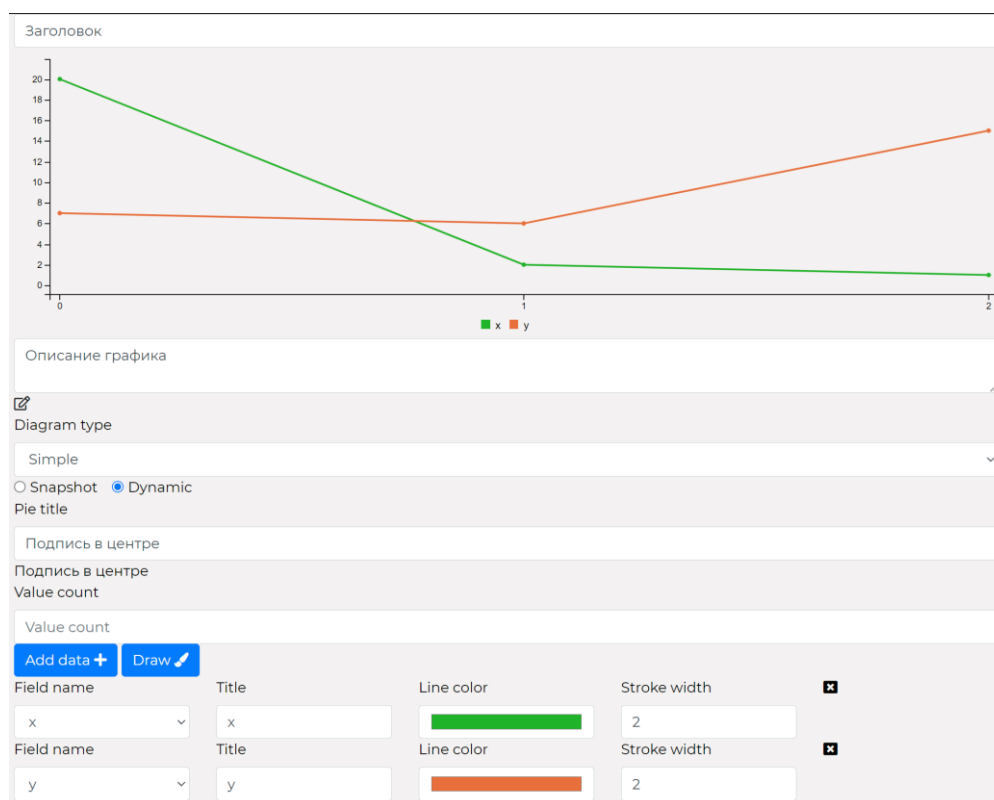 Заголовок
20
18
16
14
12
10
8
6
4
2
0
0 1 2
x y
Описание графика
Diagram type
Simple
Snapshot Dynamic
Pie title
Подпись в центре
Подпись в центре
Value count
Value count
Add data Draw
Field name Title Line color Stroke width
x x 2
Field name Title Line color Stroke width
y y 2